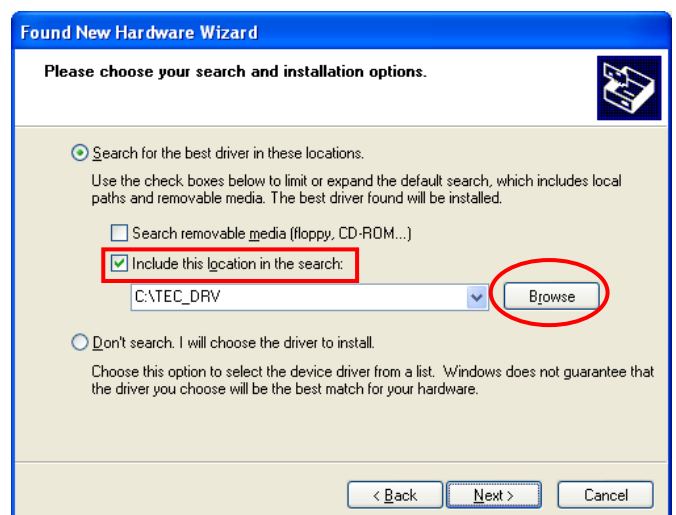 Found New Hardware Wizard
Please choose your search and installation options.
Search for the best driver in these locations.
Use the check boxes below to limit or expand the default search, which includes local
paths and removable media. The best driver found will be installed.
Search removable media (floppy, CD-ROM...)
Include this location in the search:
C:\TEC_DRV
Browse
Don't search. I will choose the driver to install.
Choose this option to select the device driver from a list. Windows does not guarantee that
the driver you choose will be the best match for your hardware.
< Back Next > Cancel